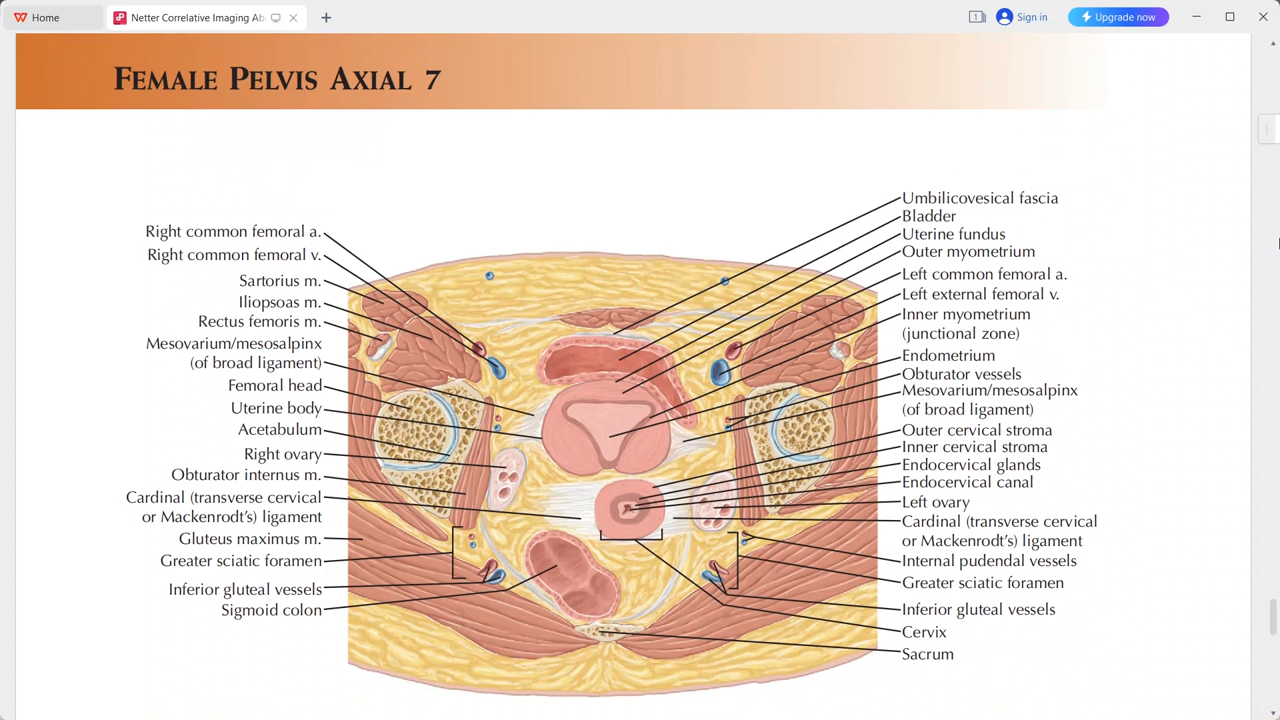 Home
Netter Correlative Imaging Ab
1
Sign in
Upgrade now
FEMALE PELVIS AXIAL 7
Right common femoral a.
Right common femoral v.
Sartorius m.
Iliopsoas m.
Rectus femoris m.
Mesovarium/mesosalpinx
(of broad ligament)
Femoral head
Uterine body
Acetabulum
Right ovary
Obturator internus m.
Cardinal (transverse cervical
or Mackenrodt's) ligament
Gluteus maximus m.
Greater sciatic foramen
Inferior gluteal vessels
Sigmoid colon
Umbilicovesical fascia
Bladder
Uterine fundus
Outer myometrium
Left common femoral a.
Left external femoral v.
Inner myometrium
(junctional zone)
Endometrium
Obturator vessels
Mesovarium/mesosalpinx
(of broad ligament)
Outer cervical stroma
Inner cervical stroma
Endocervical glands
Endocervical canal
Left ovary
Cardinal (transverse cervical
or Mackenrodt's) ligament
Internal pudendal vessels
Greater sciatic foramen
Inferior gluteal vessels
Cervix
Sacrum